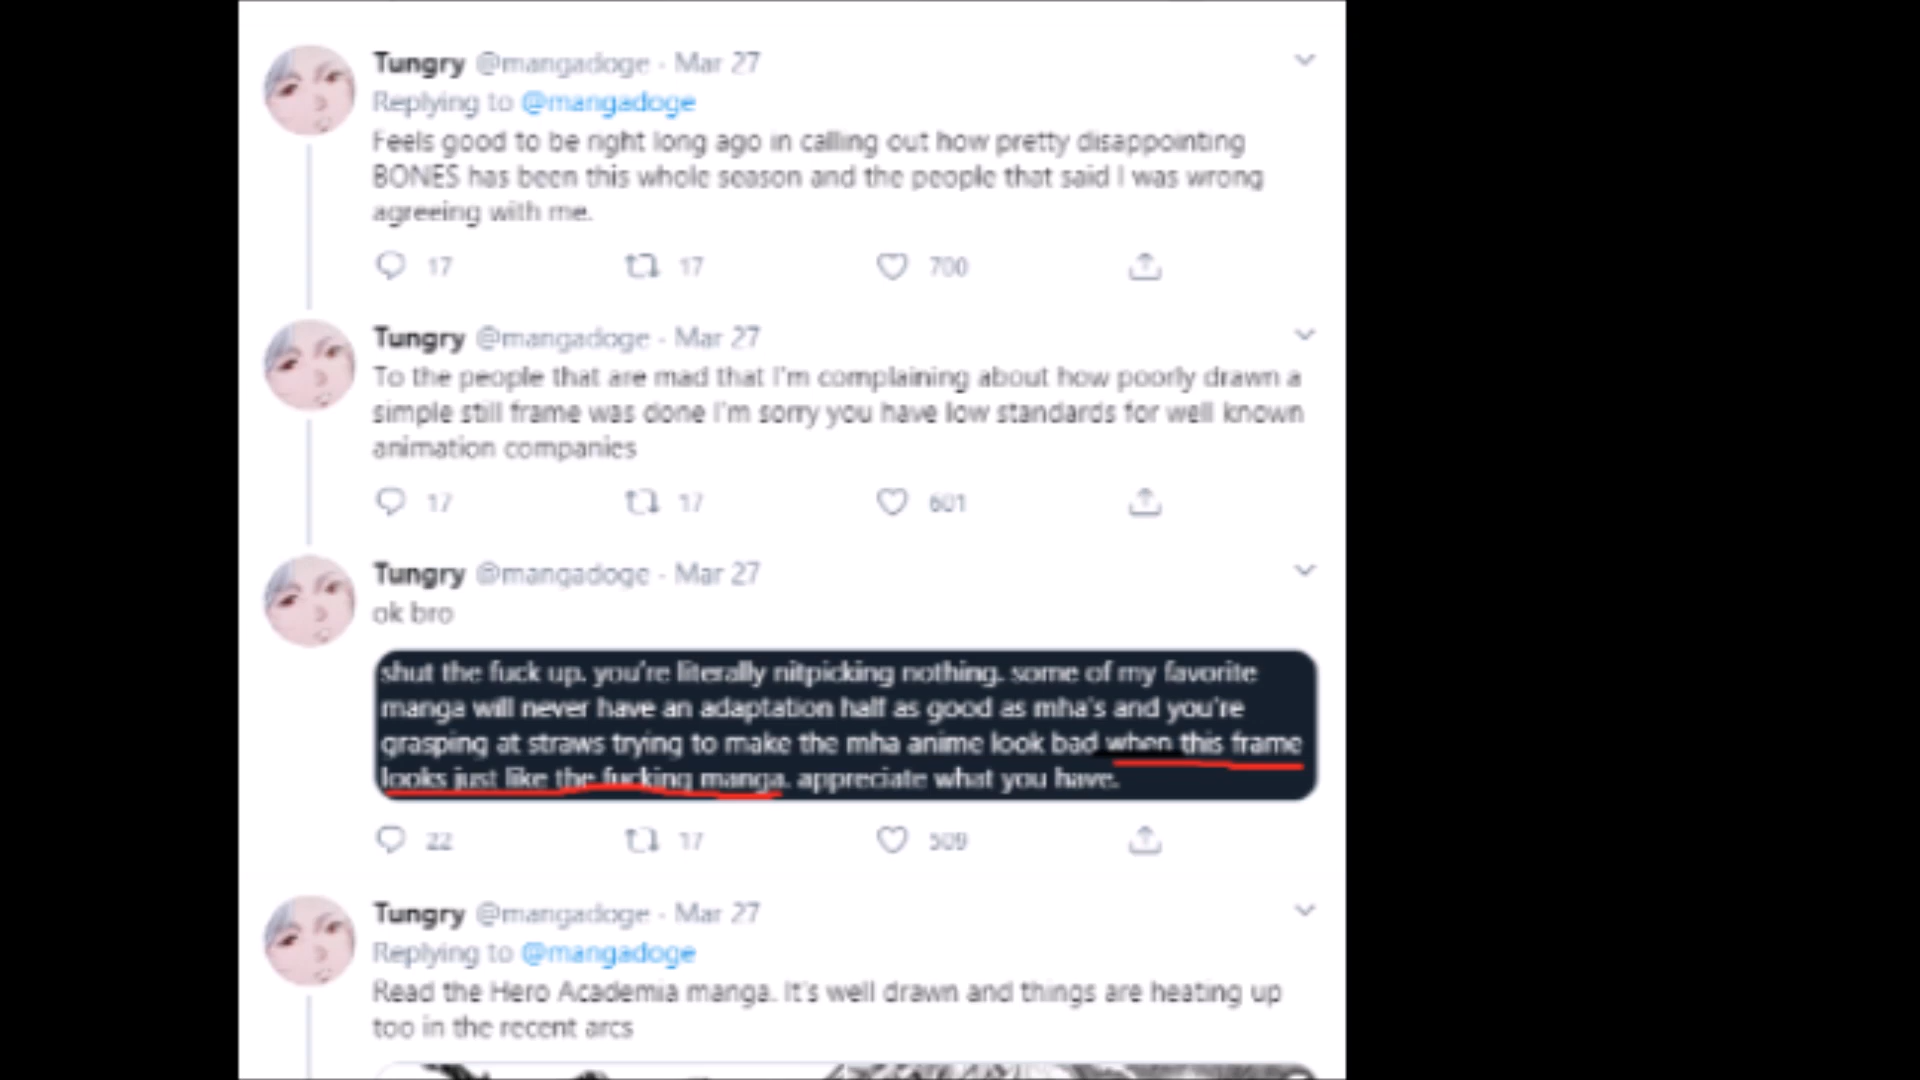 Tungry @mangadoge · Mar 27
Replying to @mangadoge
Feels good to be right long ago in calling out how pretty disappointing
BONES has been this whole season and the people that said I was wrong
agreeing with me.
17 17 700
Tungry @mangadoge · Mar 27
To the people that are mad that I'm complaining about how poorly drawn a
simple still frame was done I'm sorry you have low standards for well known
animation companies
17 17 601
Tungry @mangadoge · Mar 27
ok bro
shut the fuck up. you're literally nitpicking nothing. some of my favorite
manga will never have an adaptation half as good as mha's and you're
grasping at straws trying to make the mha anime look bad when this frame
looks just like the fucking manga. appreciate what you have.
22 17 509
Tungry @mangadoge · Mar 27
Replying to @mangadoge
Read the Hero Academia manga. It's well drawn and things are heating up
too in the recent arcs